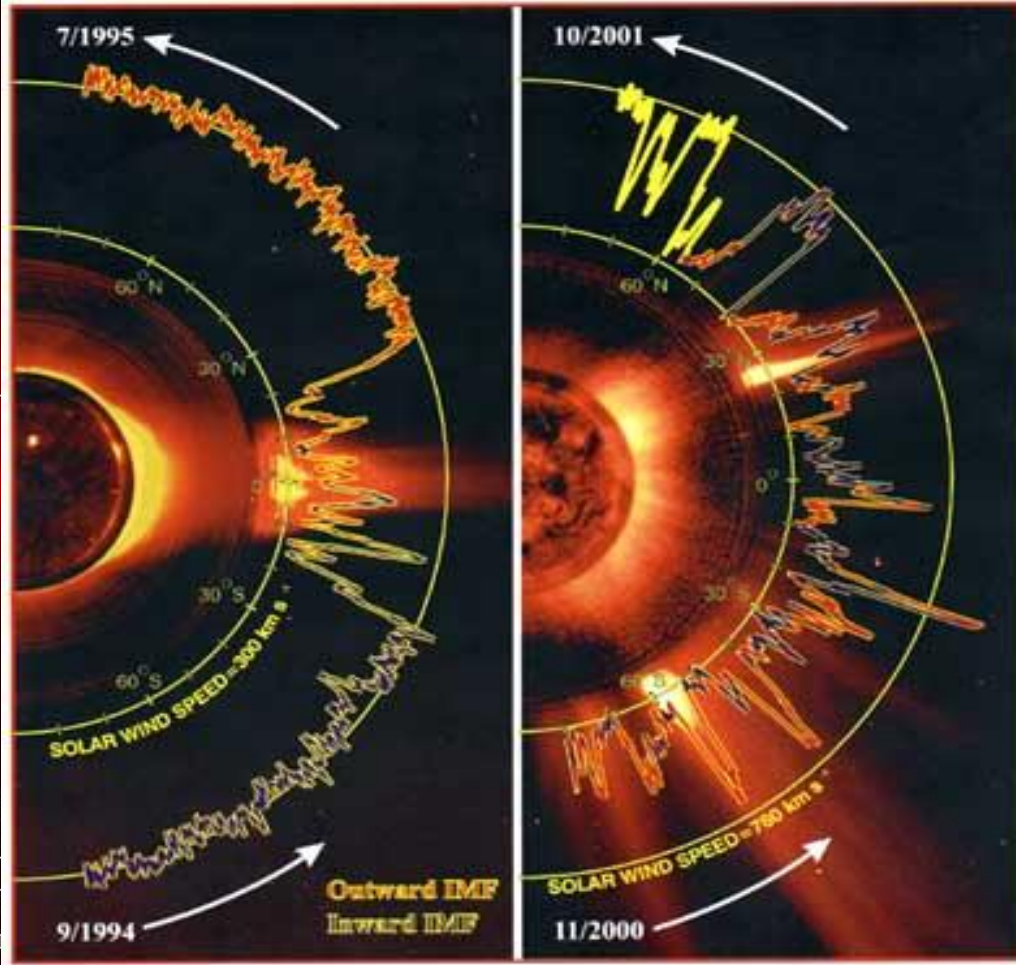 7/1995
60°N
30°N
0°
30°S
60°S
SOLAR WIND SPEED=300 km s
Outward IMF
Inward IMF
9/1994
10/2001
60°N
30°
0°
30°S
60°S
SOLAR WIND SPEED=760 km s
11/2000